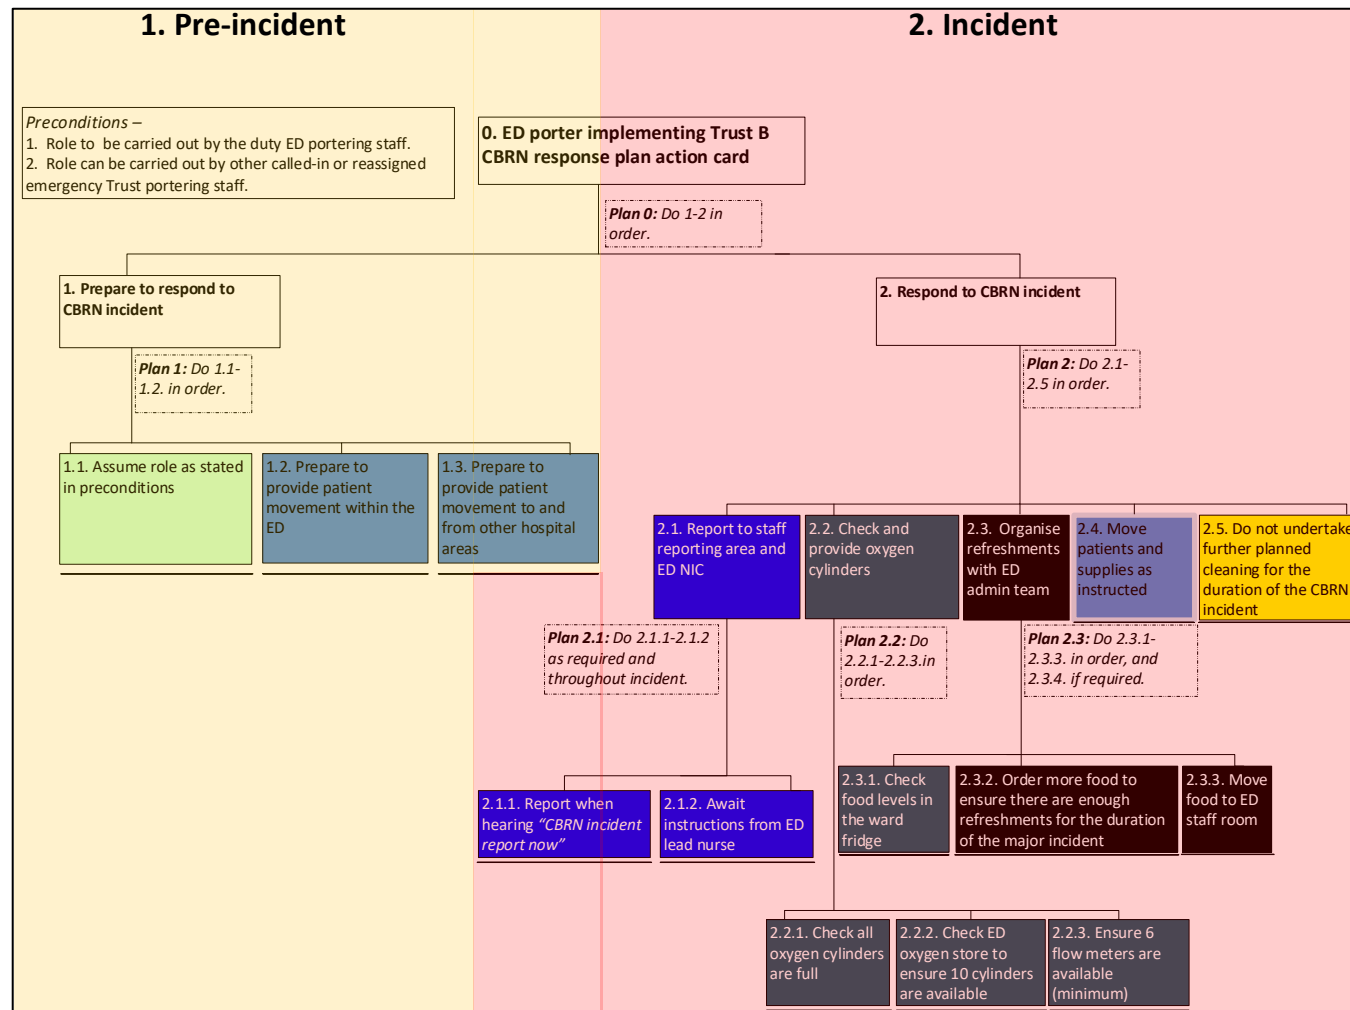 1. Pre-incident
2. Incident
Preconditions –
1.  Role to  be carried out by the duty ED portering staff.
2.  Role can be carried out by other called-in or reassigned
emergency Trust portering staff.
0. ED porter implementing Trust B
CBRN response plan action card
Plan 0: Do 1-2 in
order.
1. Prepare to respond to
CBRN incident
2. Respond to CBRN incident
Plan 1: Do 1.1-
1.2. in order.
Plan 2: Do 2.1-
2.5 in order.
1.1. Assume role as stated
in preconditions
1.2. Prepare to
provide patient
movement within the
ED
1.3. Prepare to
provide patient
movement to and
from other hospital
areas
2.1. Report to staff
reporting area and
ED NIC
2.2. Check and
provide oxygen
cylinders
2.3.  Organise
refreshments
with ED
admin team
2.4. Move
patients and
supplies as
instructed
2.5. Do not undertake
further planned
cleaning for the
duration of the CBRN
incident
Plan 2.1: Do 2.1.1-2.1.2
as required and
throughout incident.
Plan 2.2: Do
2.2.1-2.2.3.in
order.
Plan 2.3: Do 2.3.1-
2.3.3. in order, and
2.3.4. if required.
2.1.1. Report when
hearing “CBRN incident
report now”
2.1.2. Await
instructions from ED
lead nurse
2.3.1. Check
food levels in
the ward
fridge
2.3.2. Order more food to
ensure there are enough
refreshments for the duration
of the major incident
2.3.3. Move
food to ED
staff room
2.2.1. Check all
oxygen cylinders
are full
2.2.2. Check ED
oxygen store to
ensure 10 cylinders
are available
2.2.3. Ensure 6
flow meters are
available
(minimum)